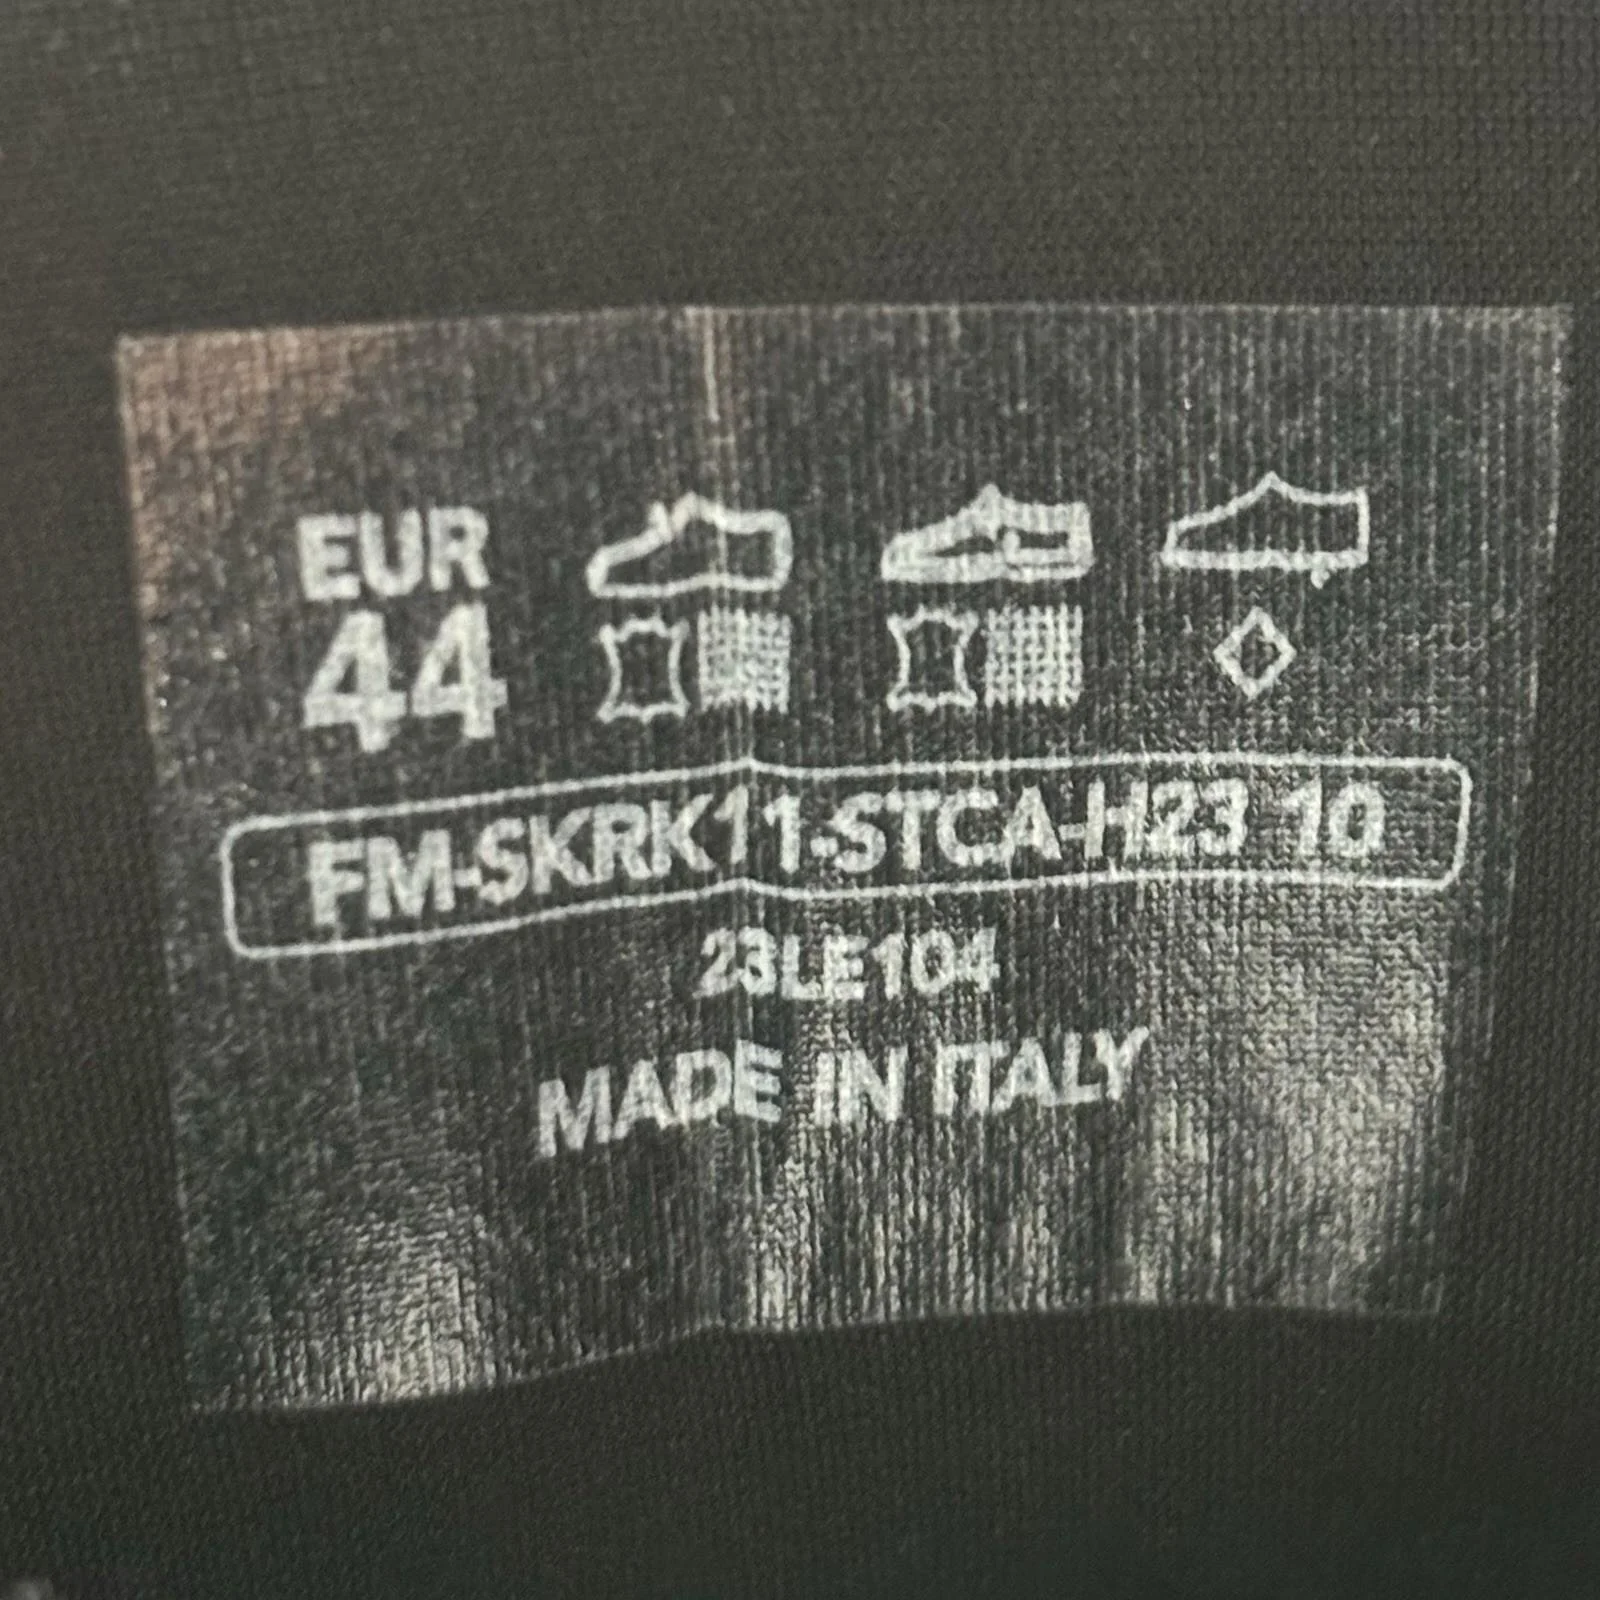 EUR
44
FM-SKRK11-STCA-H23 10
23LE104
MADE IN ITALY